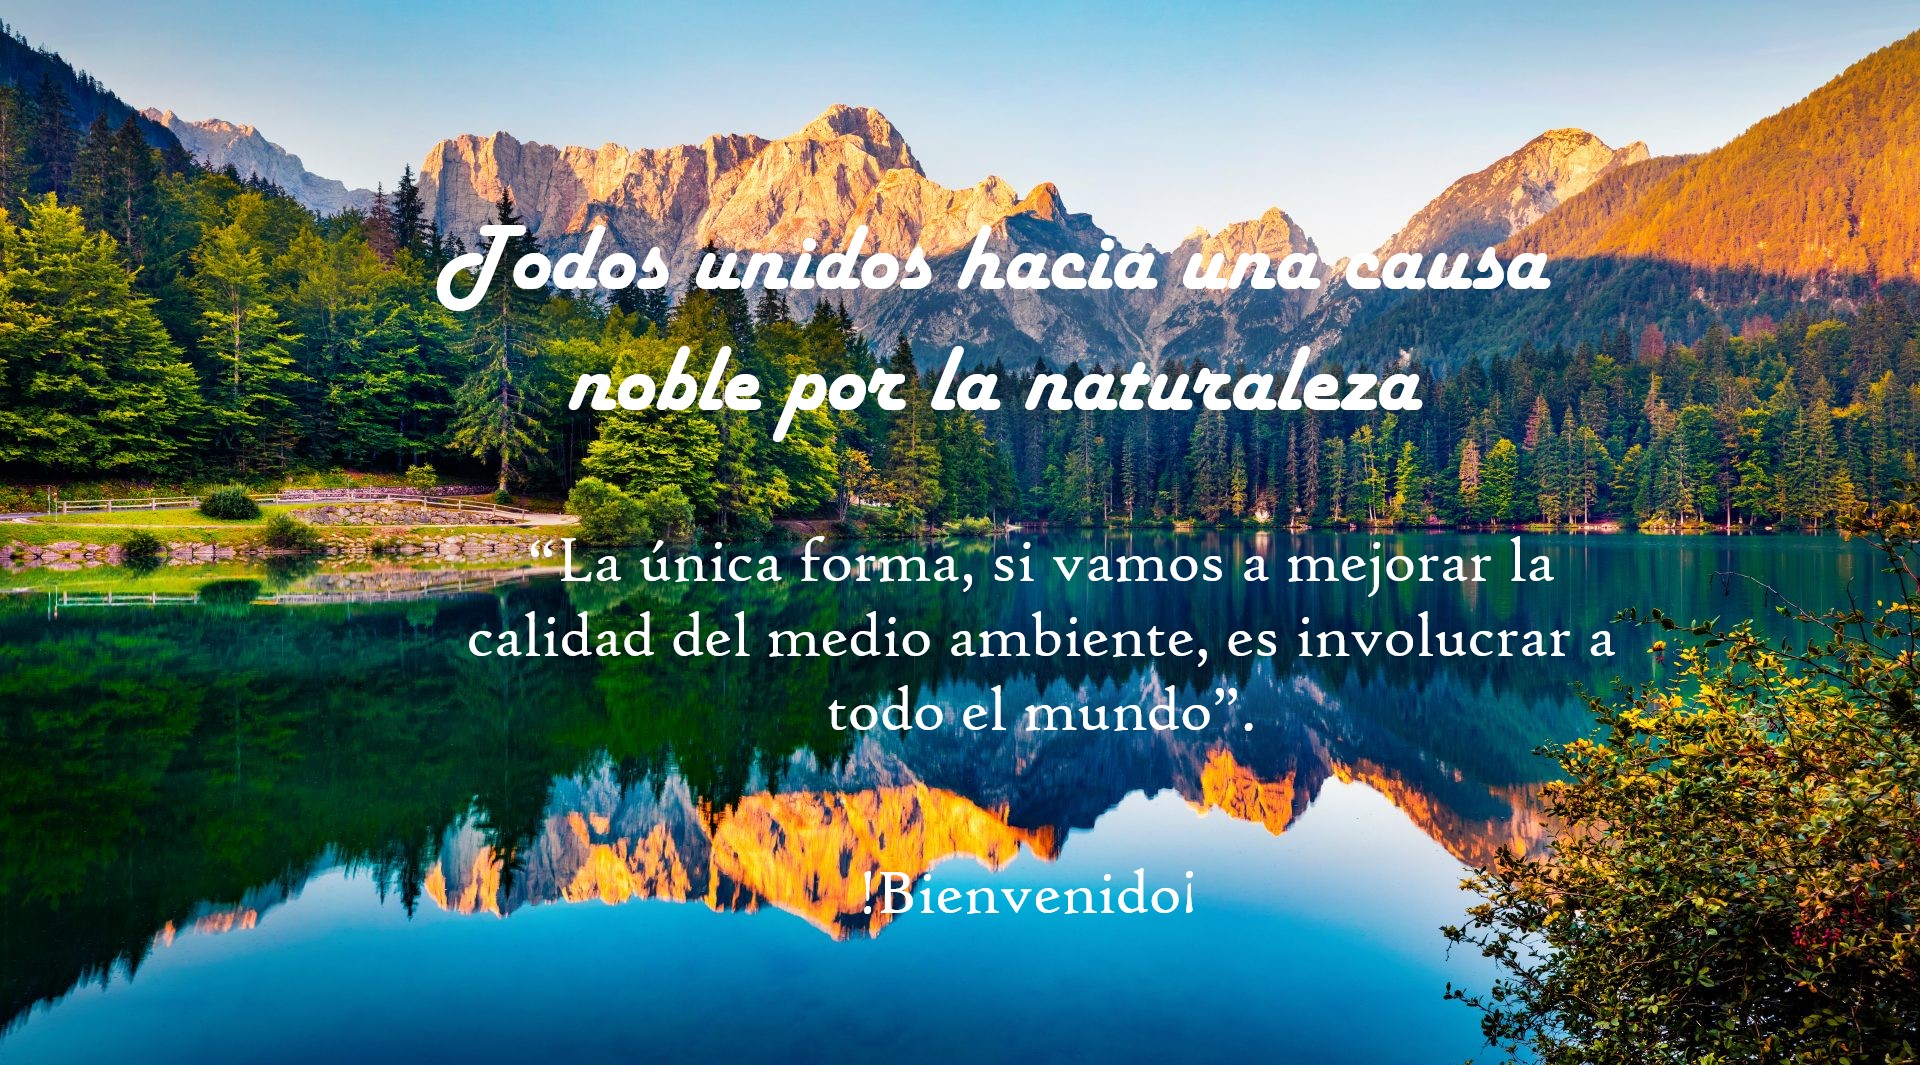 Todos unidos hacia una causa
noble por la naturaleza
“La única forma, si vamos a mejorar la
calidad del medio ambiente, es involucrar a
todo el mundo”.
!Bienvenido¡